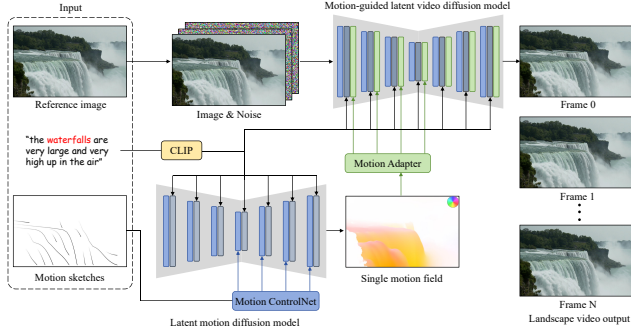 Input
Motion-guided latent video diffusion model
Reference image
Image & Noise
Frame 0
"the waterfalls are
very large and very
high up in the air"
CLIP
Motion Adapter
Frame 1
Motion sketches
Motion ControlNet
Single motion field
Latent motion diffusion model
Frame N
Landscape video output